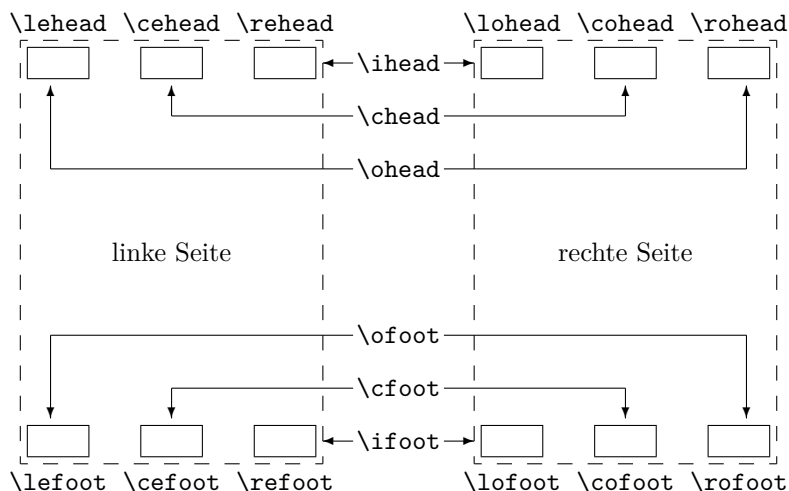 \lehead \cehead \rehead \lohead \cohead \rohead
\ihead
\chead
\ohead
linke Seite rechte Seite
\ofoot
\cfoot
\ifoot
\lefoot \cefoot \refoot \lofoot \cofoot \rofoot